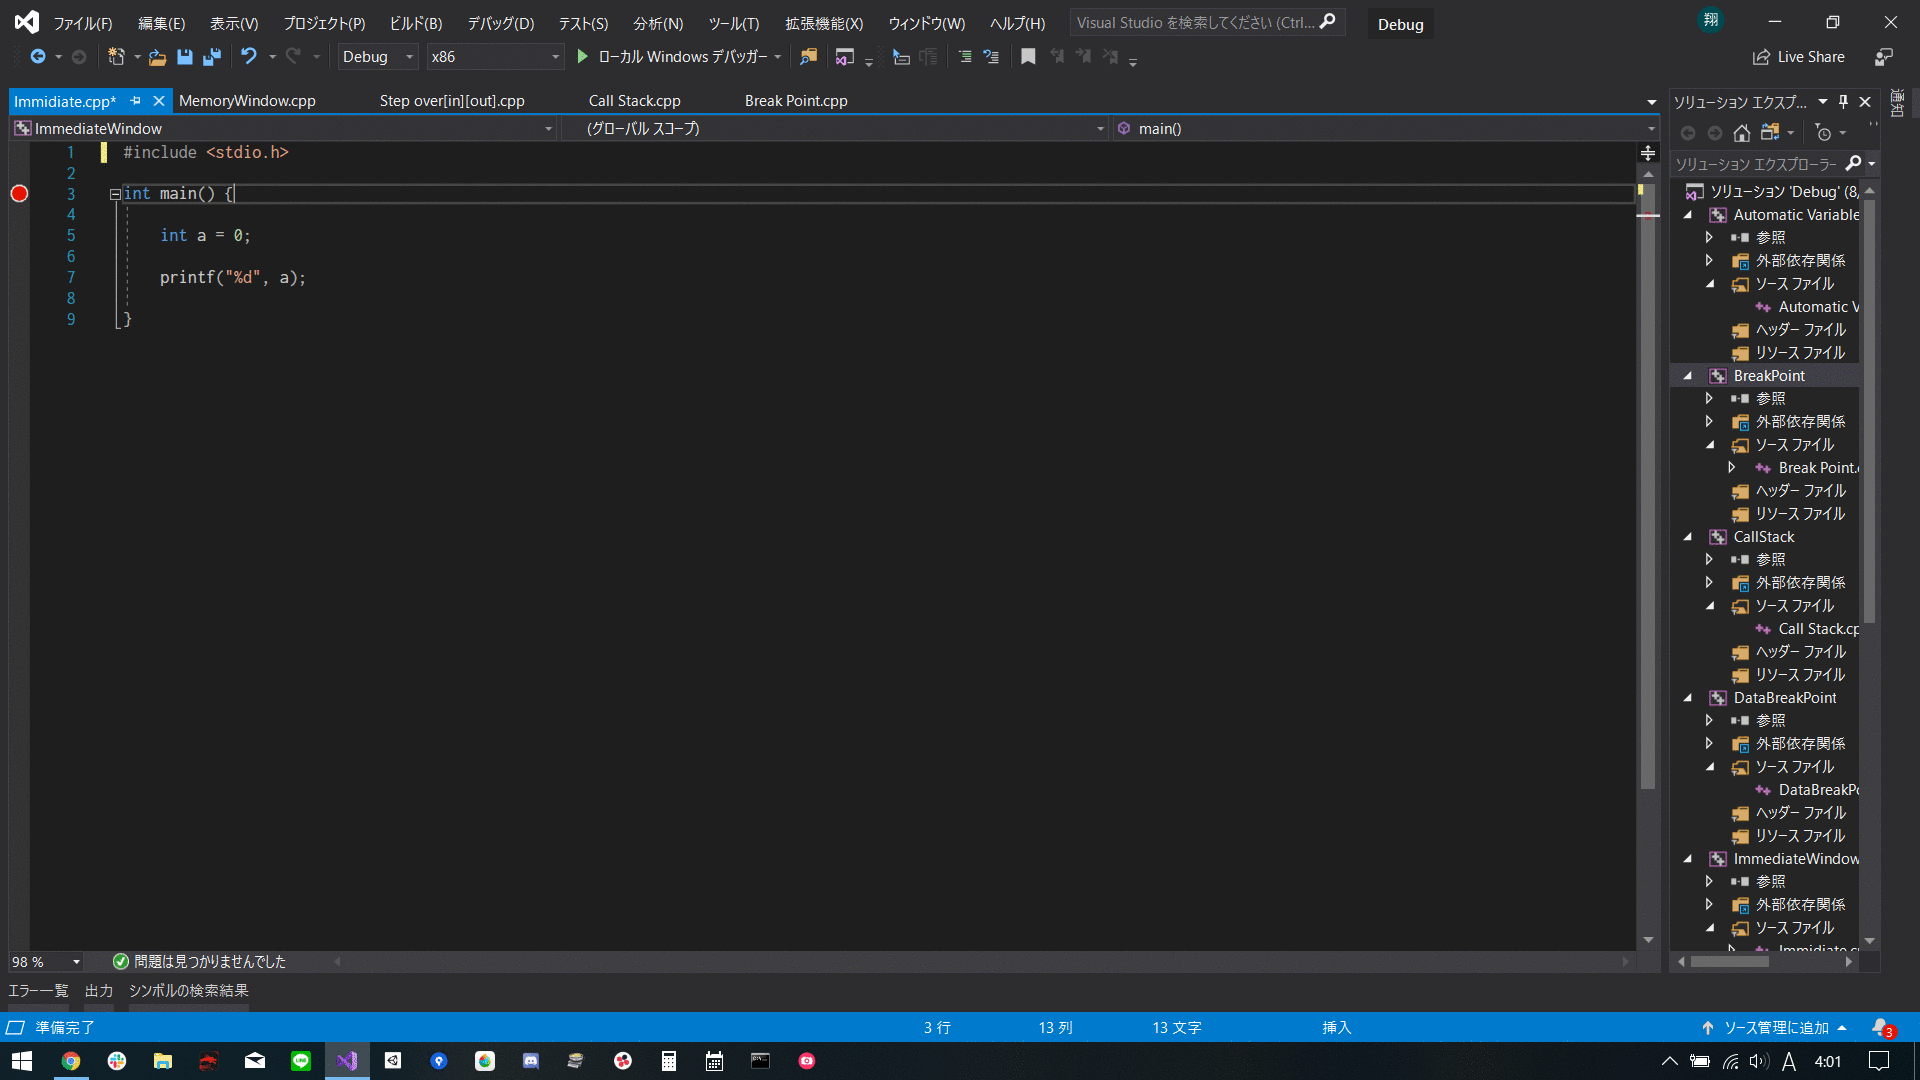 ファイル(F) 編集(E) 表示(V) プロジェクト(P) ビルド(B) デバッグ(D) テスト(S) 分析(N) ツール(T) 拡張機能(X) ウィンドウ(W) ヘルプ(H) Visual Studio を検索してください (Ctrl... Debug 翔
Debug x86 ローカル Windows デバッガー Live Share
Immidiate.cpp* MemoryWindow.cpp Step over[in][out].cpp Call Stack.cpp Break Point.cpp
ImmediateWindow (グローバル スコープ) main()
1 #include <stdio.h>
2
3 int main() {
4
5 int a = 0;
6
7 printf("%d", a);
8
9 }
98 % 問題は見つかりませんでした
エラー一覧 出力 シンボルの検索結果
ソリューション エクスプ...
通知
ソリューション エクスプローラー
ソリューション 'Debug' (8/
Automatic Variable
参照
外部依存関係
ソース ファイル
Automatic V
ヘッダー ファイル
リソース ファイル
BreakPoint
参照
外部依存関係
ソース ファイル
Break Point.c
ヘッダー ファイル
リソース ファイル
CallStack
参照
外部依存関係
ソース ファイル
Call Stack.cp
ヘッダー ファイル
リソース ファイル
DataBreakPoint
参照
外部依存関係
ソース ファイル
DataBreakPo
ヘッダー ファイル
リソース ファイル
ImmediateWindow
参照
外部依存関係
ソース ファイル
Immidiate.c
準備完了 3 行 13 列 13 文字 挿入 ソース管理に追加 3
A 4:01